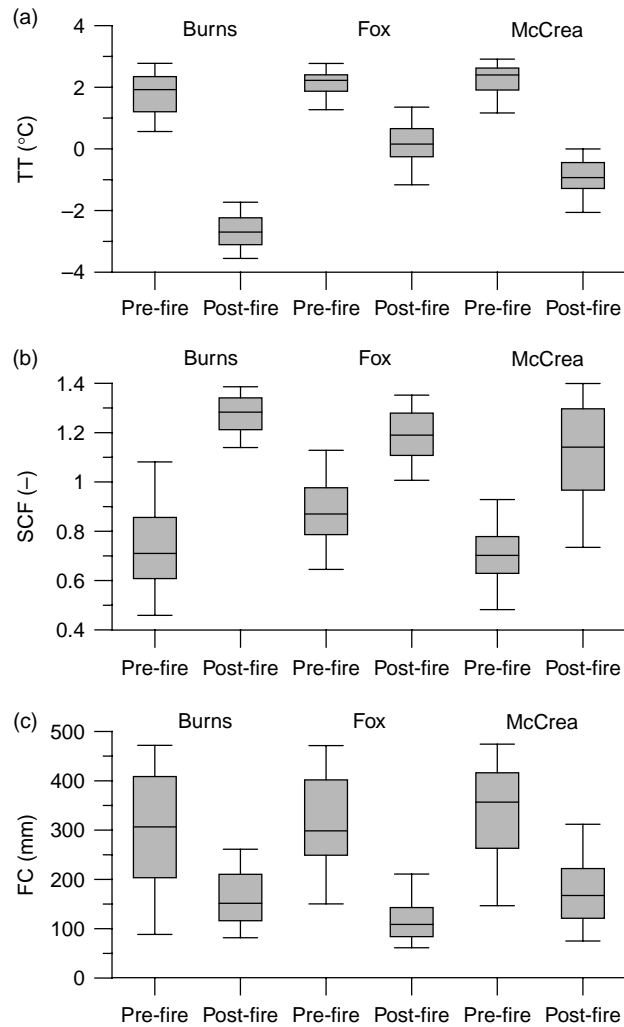 (a)
Burns Fox McCrea
4
2
0
−2
−4
TT (°C)
Pre-fire Post-fire Pre-fire Post-fire Pre-fire Post-fire
(b)
Burns Fox McCrea
1.4
1.2
1
0.8
0.6
0.4
SCF (−)
Pre-fire Post-fire Pre-fire Post-fire Pre-fire Post-fire
(c)
Burns Fox McCrea
500
400
300
200
100
0
FC (mm)
Pre-fire Post-fire Pre-fire Post-fire Pre-fire Post-fire